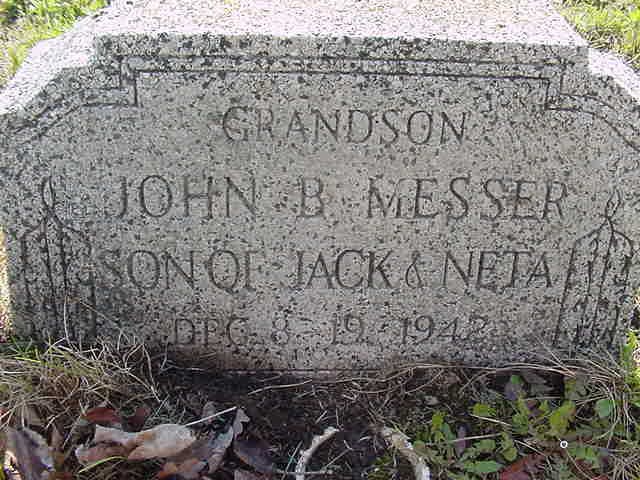 GRANDSON
JOHN B. MESSER
SON OF JACK & NETA
DEC. 8 - 19 - 1942